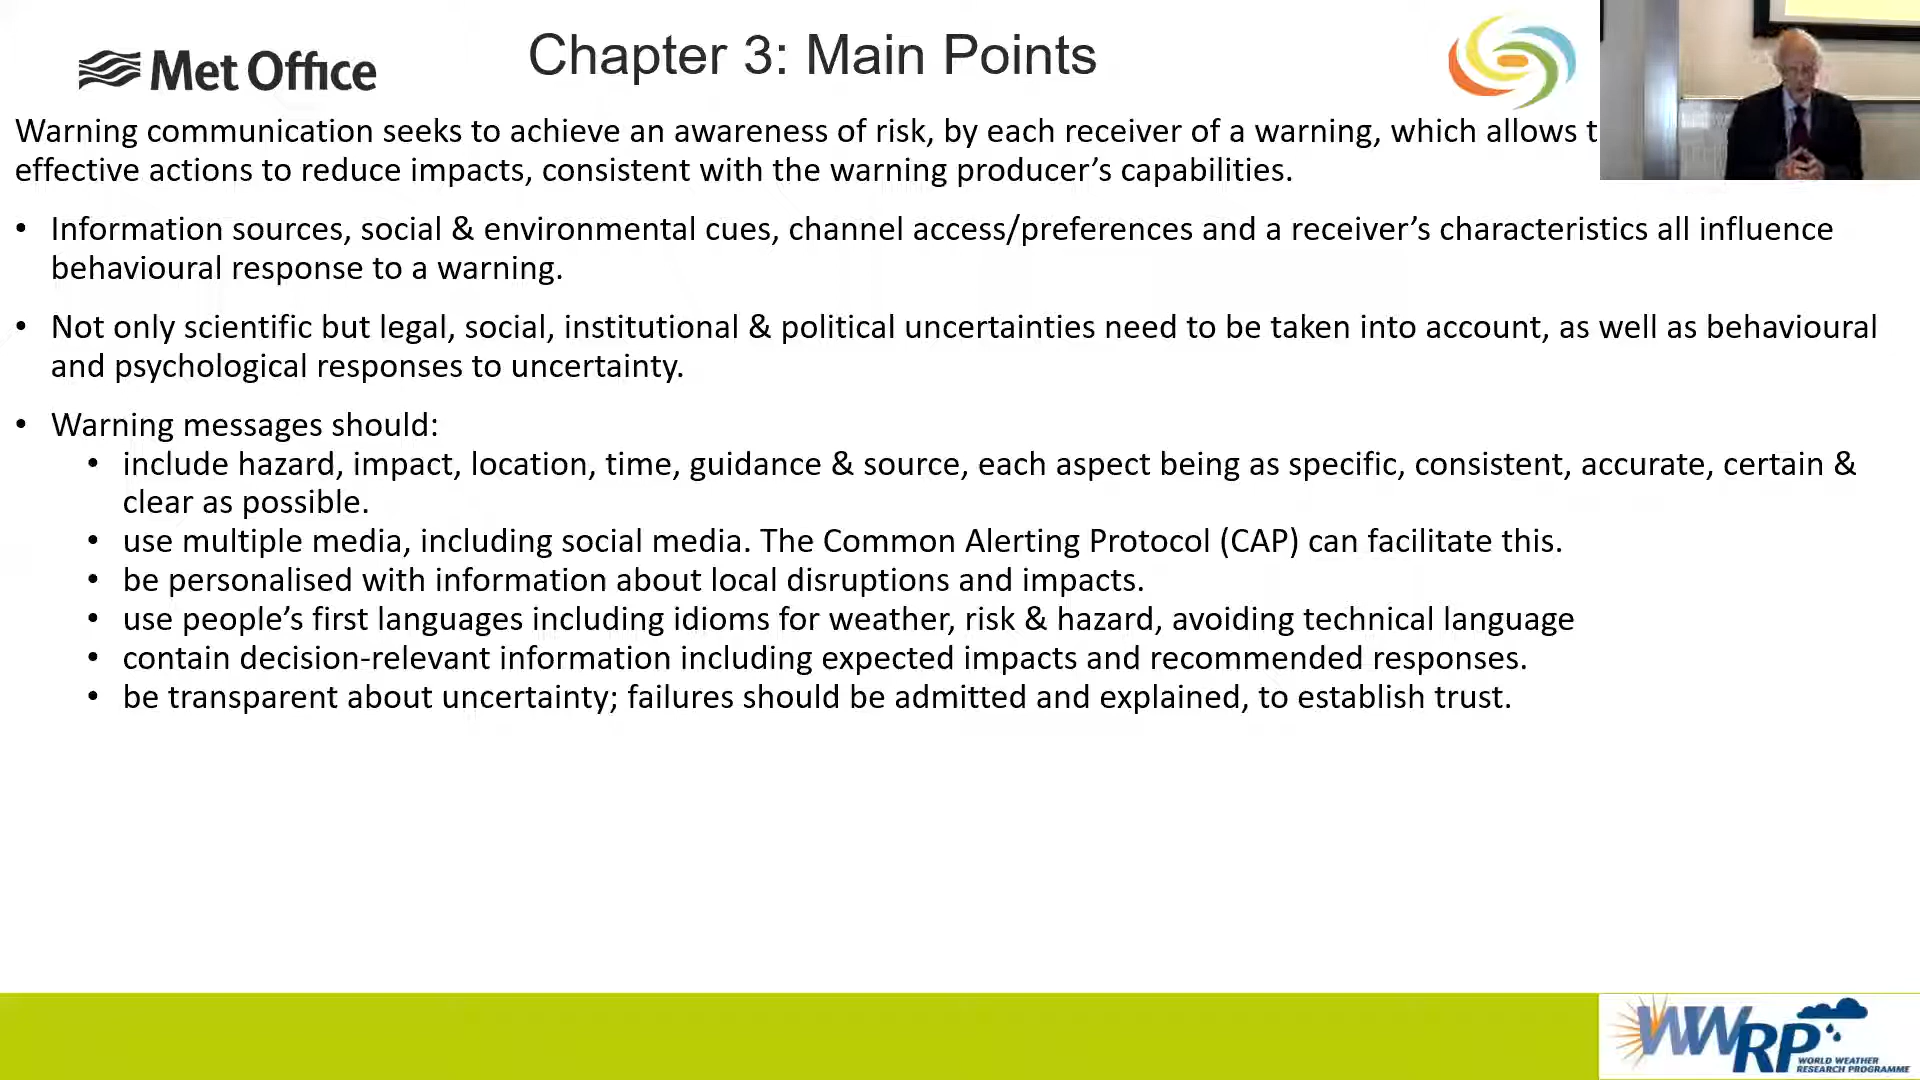 Met Office
Chapter 3: Main Points
Warning communication seeks to achieve an awareness of risk, by each receiver of a warning, which allows
effective actions to reduce impacts, consistent with the warning producer’s capabilities.
• Information sources, social & environmental cues, channel access/preferences and a receiver’s characteristics all influence
behavioural response to a warning.
• Not only scientific but legal, social, institutional & political uncertainties need to be taken into account, as well as behavioural
and psychological responses to uncertainty.
• Warning messages should:
• include hazard, impact, location, time, guidance & source, each aspect being as specific, consistent, accurate, certain &
clear as possible.
• use multiple media, including social media. The Common Alerting Protocol (CAP) can facilitate this.
• be personalised with information about local disruptions and impacts.
• use people’s first languages including idioms for weather, risk & hazard, avoiding technical language
• contain decision-relevant information including expected impacts and recommended responses.
• be transparent about uncertainty; failures should be admitted and explained, to establish trust.
WWRP
WORLD WEATHER
RESEARCH PROGRAMME